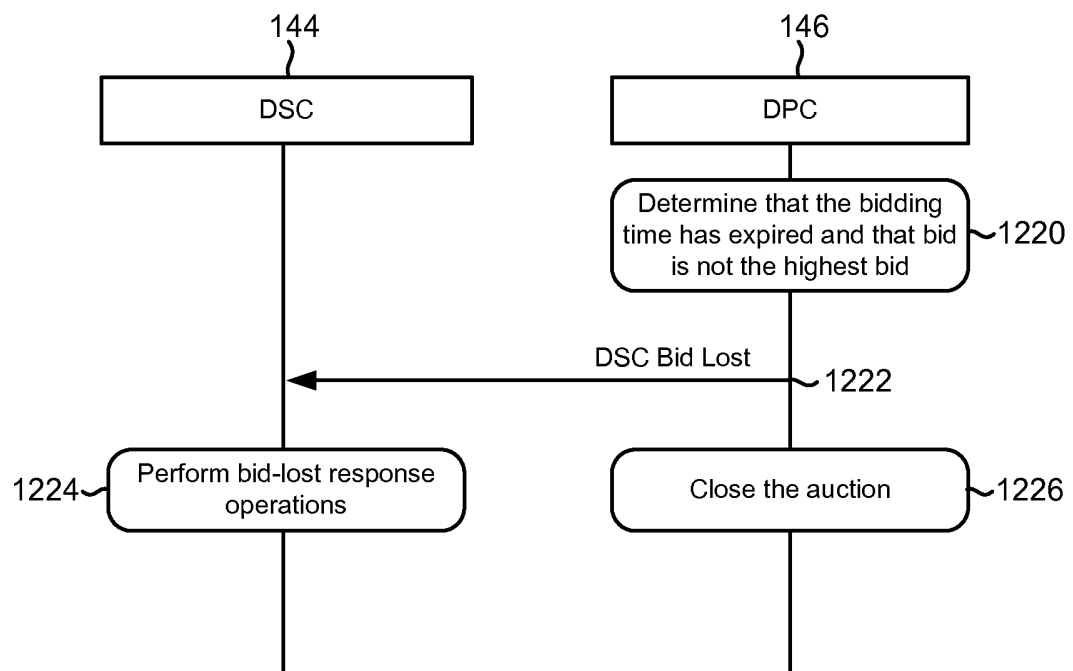 144
146
DSC
DPC
Determine that the bidding
time has expired and that bid
is not the highest bid
1220
DSC Bid Lost
1222
1224
Perform bid-lost response
operations
Close the auction
1226